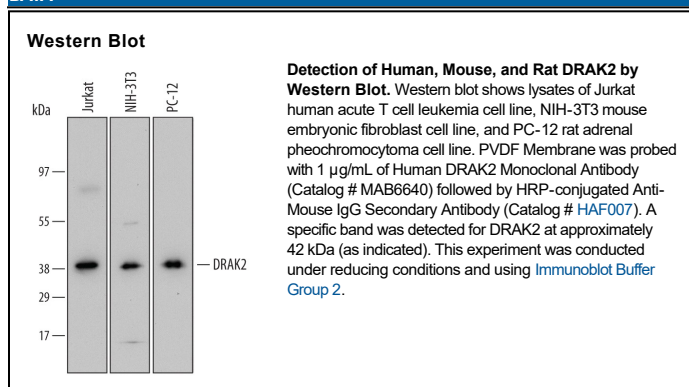 Western Blot
Jurkat
NIH-3T3
PC-12
kDa
97
55
38
29
17
DRAK2
Detection of Human, Mouse, and Rat DRAK2 by
Western Blot. Western blot shows lysates of Jurkat
human acute T cell leukemia cell line, NIH-3T3 mouse
embryonic fibroblast cell line, and PC-12 rat adrenal
pheochromocytoma cell line. PVDF Membrane was probed
with 1 µg/mL of Human DRAK2 Monoclonal Antibody
(Catalog # MAB6640) followed by HRP-conjugated Anti-
Mouse IgG Secondary Antibody (Catalog # HAF007). A
specific band was detected for DRAK2 at approximately
42 kDa (as indicated). This experiment was conducted
under reducing conditions and using Immunoblot Buffer
Group 2.